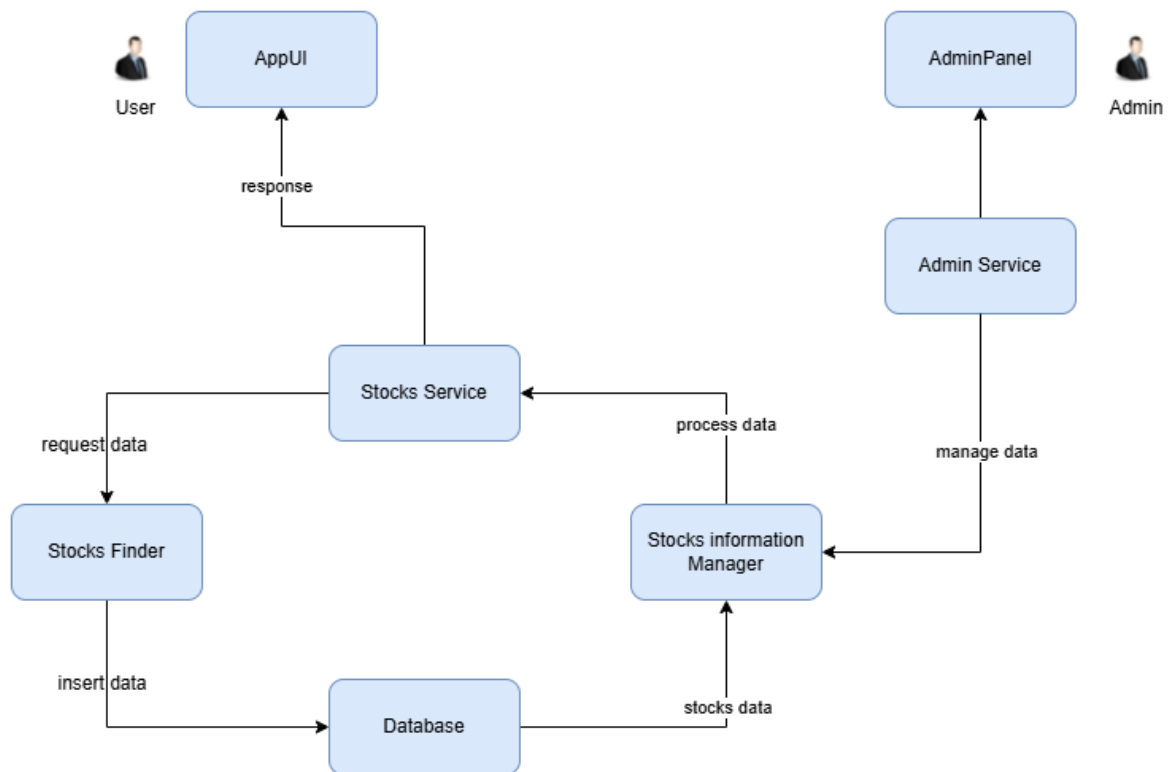 AppUI
AdminPanel
User
Admin
response
Admin Service
Stocks Service
process data
request data
manage data
Stocks Finder
Stocks information
Manager
insert data
stocks data
Database